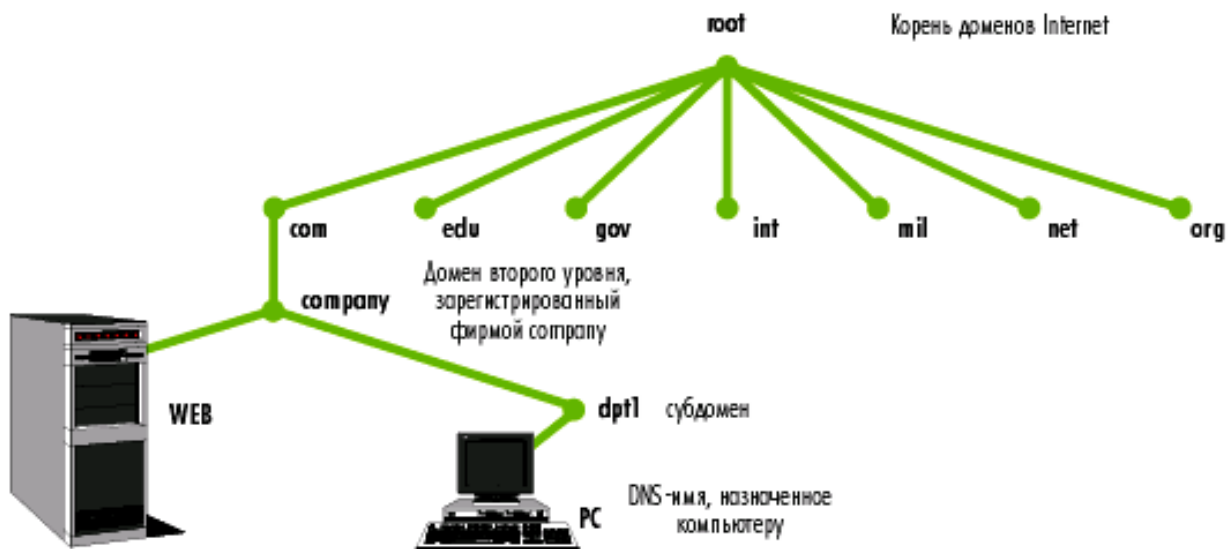 root
Корень доменов Internet
com
edu
gov
int
mil
net
org
company
Домен второго уровня,
зарегистрированный
фирмой company
WEB
dpt1
субдомен
PC
DNS-имя, назначенное
компьютеру